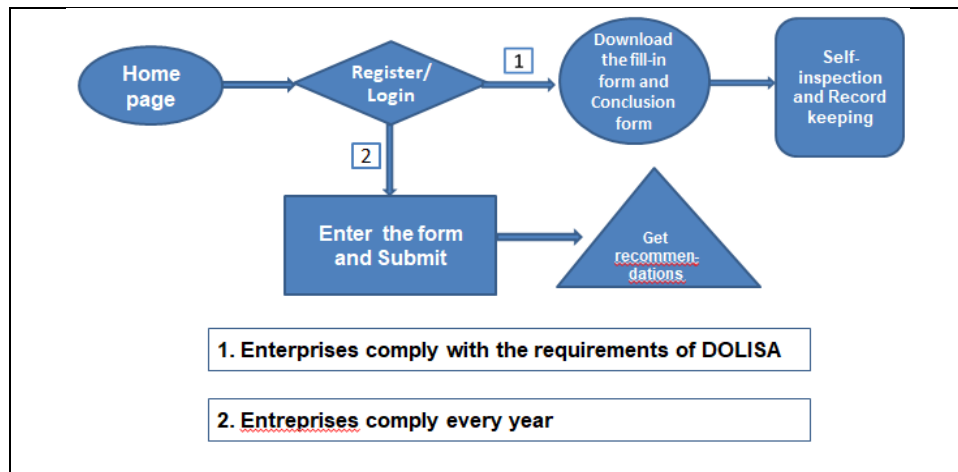 Home
page
Register/
Login
1
Download
the fill-in
form and
Conclusion
form
Self-
inspection
and Record
keeping
2
Enter the form
and Submit
Get
recommen-
dations
1. Enterprises comply with the requirements of DOLISA
2. Entreprises comply every year